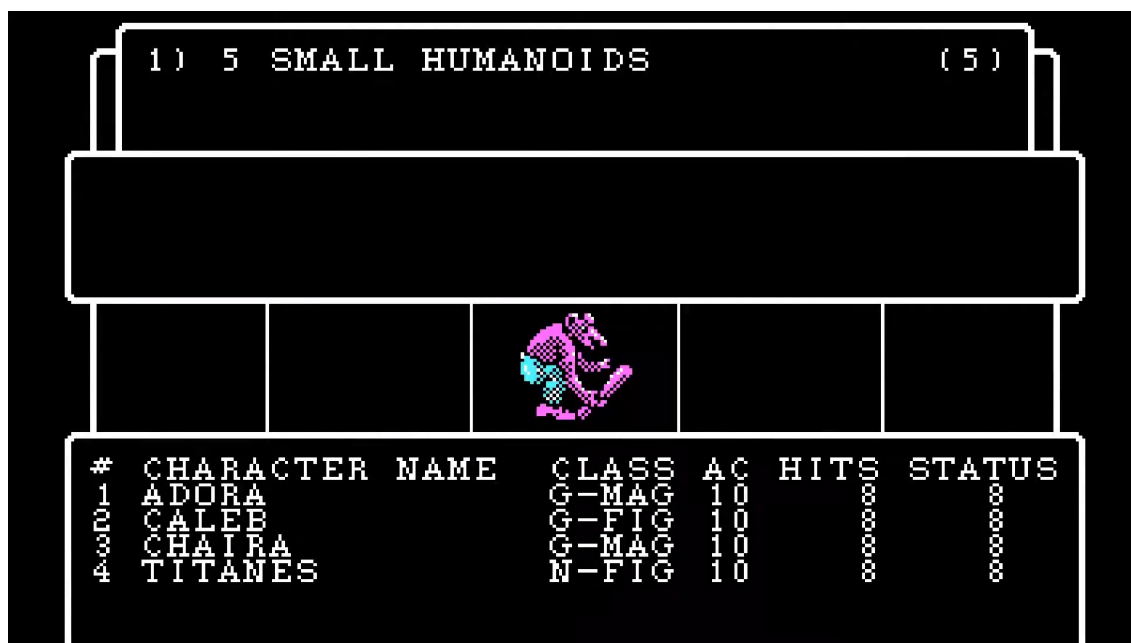 1) 5 SMALL HUMANOIDS (5)
# CHARACTER NAME CLASS AC HITS STATUS
1 ADORA G-MAG 10 8 8
2 CALEB G-FIG 10 8 8
3 CHAIRA G-MAG 10 8 8
4 TITANES N-FIG 10 8 8